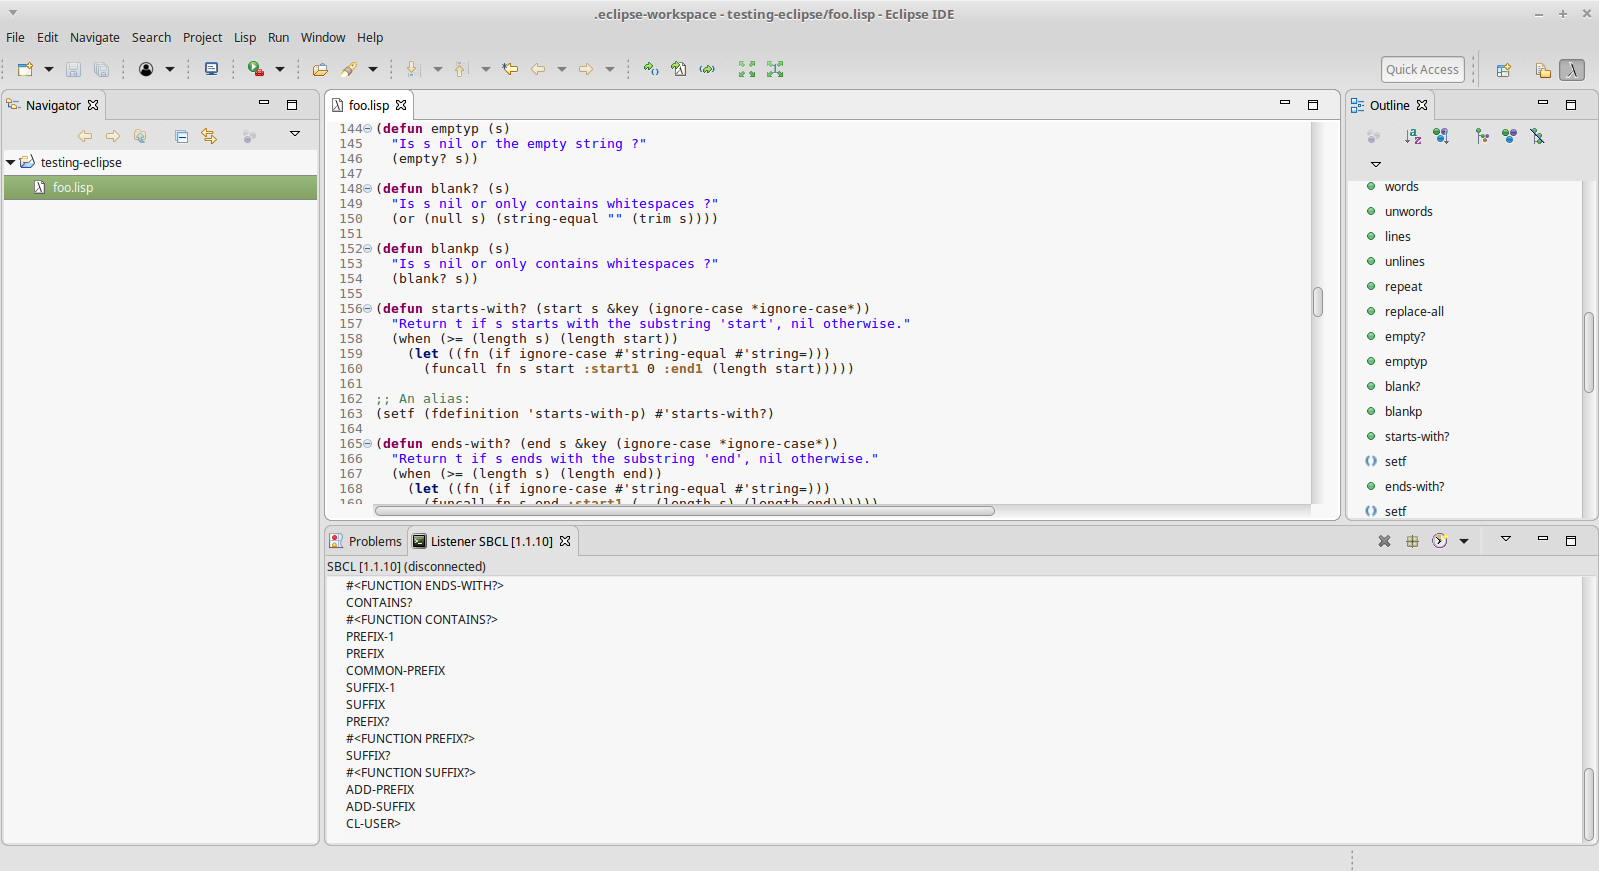 .eclipse-workspace - testing-eclipse/foo.lisp - Eclipse IDE
File Edit Navigate Search Project Lisp Run Window Help
Quick Access
Navigator
testing-eclipse
foo.lisp
foo.lisp
144 (defun emptyp (s)
145   "Is s nil or the empty string ?"
146   (empty? s))
147
148 (defun blank? (s)
149   "Is s nil or only contains whitespaces ?"
150   (or (null s) (string-equal "" (trim s))))
151
152 (defun blankp (s)
153   "Is s nil or only contains whitespaces ?"
154   (blank? s))
155
156 (defun starts-with? (start s &key (ignore-case *ignore-case*))
157   "Return t if s starts with the substring 'start', nil otherwise."
158   (when (>= (length s) (length start))
159     (let ((fn (if ignore-case #'string-equal #'string=)))
160       (funcall fn s start :start1 0 :end1 (length start)))))
161
162 ;; An alias:
163 (setf (fdefinition 'starts-with-p) #'starts-with?)
164
165 (defun ends-with? (end s &key (ignore-case *ignore-case*))
166   "Return t if s ends with the substring 'end', nil otherwise."
167   (when (>= (length s) (length end))
168     (let ((fn (if ignore-case #'string-equal #'string=)))
169       (funcall fn s end :start1 (- (length s) (length end))))))
Outline
words
unwords
lines
unlines
repeat
replace-all
empty?
emptyp
blank?
blankp
starts-with?
setf
ends-with?
setf
Problems
Listener SBCL [1.1.10]
SBCL [1.1.10] (disconnected)
#<FUNCTION ENDS-WITH?>
CONTAINS?
#<FUNCTION CONTAINS?>
PREFIX-1
PREFIX
COMMON-PREFIX
SUFFIX-1
SUFFIX
PREFIX?
#<FUNCTION PREFIX?>
SUFFIX?
#<FUNCTION SUFFIX?>
ADD-PREFIX
ADD-SUFFIX
CL-USER>